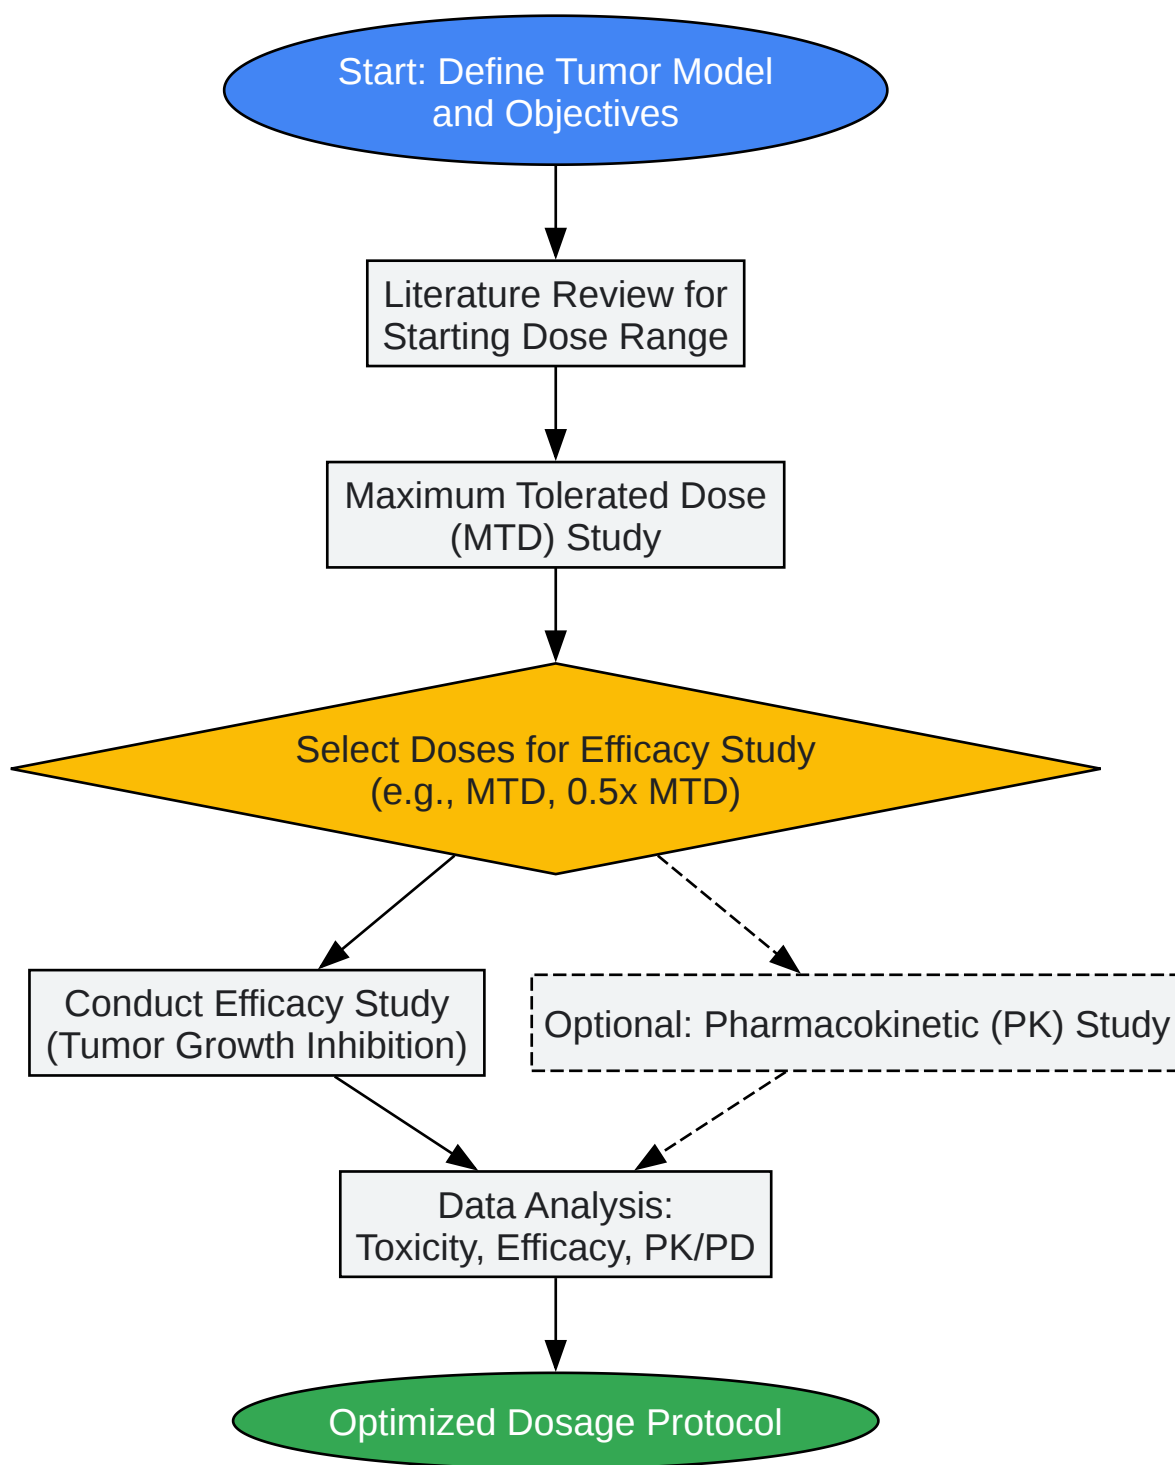 Start: Define Tumor Model
and Objectives
Literature Review for
Starting Dose Range
Maximum Tolerated Dose
(MTD) Study
Select Doses for Efficacy Study
(e.g., MTD, 0.5x MTD)
Conduct Efficacy Study
(Tumor Growth Inhibition)
Optional: Pharmacokinetic (PK) Study
Data Analysis:
Toxicity, Efficacy, PK/PD
Optimized Dosage Protocol